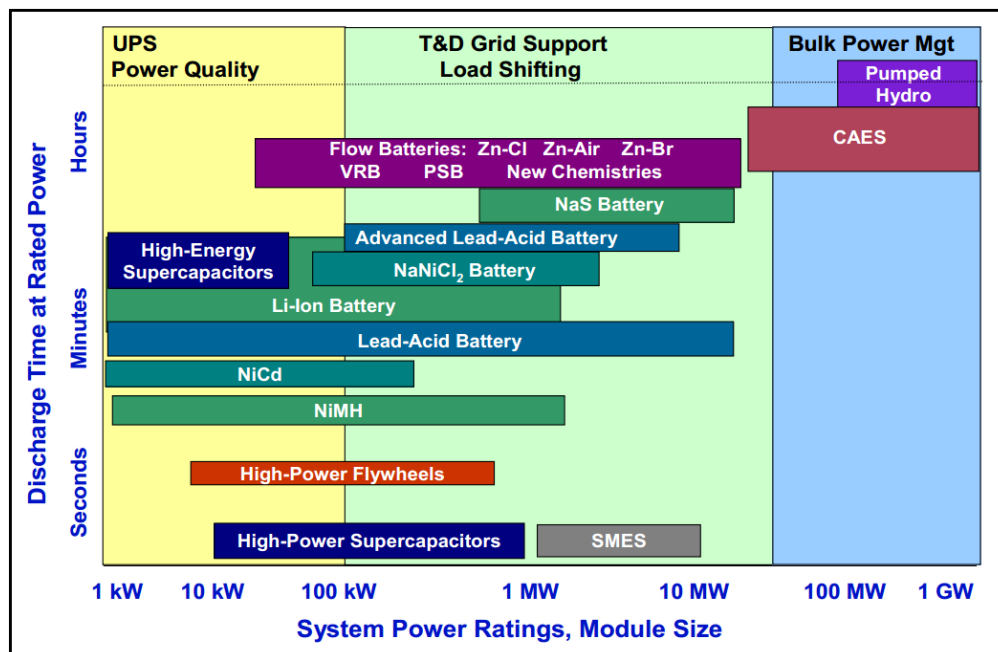 UPS
Power Quality
T&D Grid Support
Load Shifting
Bulk Power Mgt
Pumped
Hydro
CAES
Flow Batteries: Zn-Cl Zn-Air Zn-Br
VRB PSB New Chemistries
NaS Battery
Advanced Lead-Acid Battery
High-Energy
Supercapacitors
NaNiCl₂ Battery
Li-Ion Battery
Lead-Acid Battery
NiCd
NiMH
High-Power Flywheels
High-Power Supercapacitors
SMES
Discharge Time at Rated Power
Hours
Minutes
Seconds
1 kW 10 kW 100 kW 1 MW 10 MW 100 MW 1 GW
System Power Ratings, Module Size